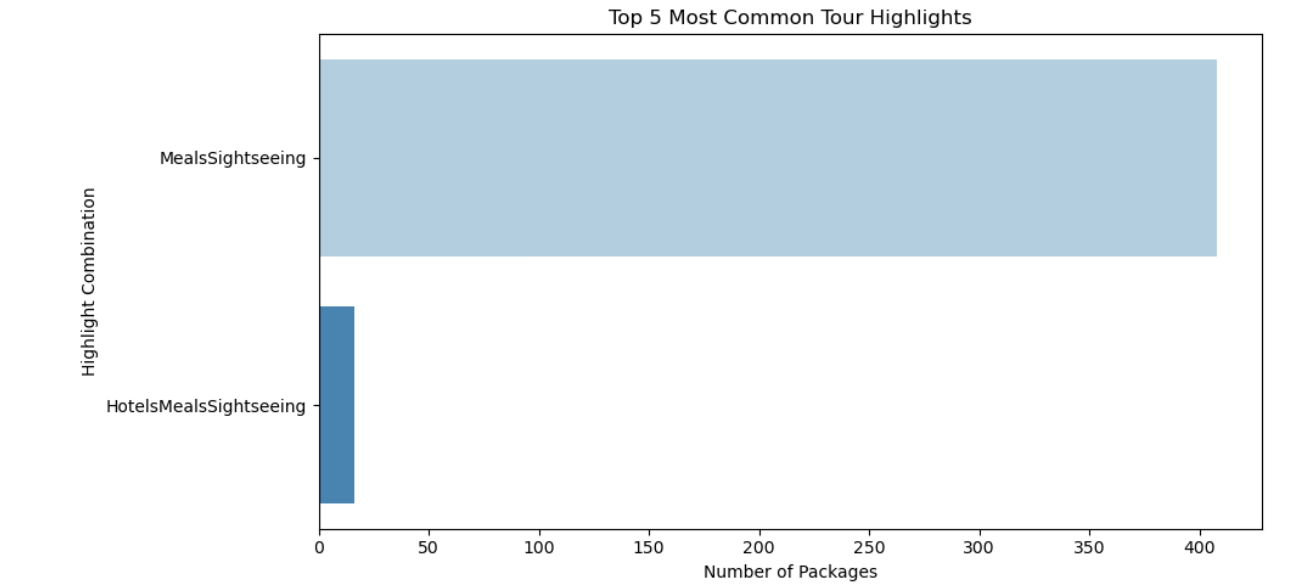 Top 5 Most Common Tour Highlights
Highlight Combination
MealsSightseeing
HotelsMealsSightseeing
0 50 100 150 200 250 300 350 400
Number of Packages